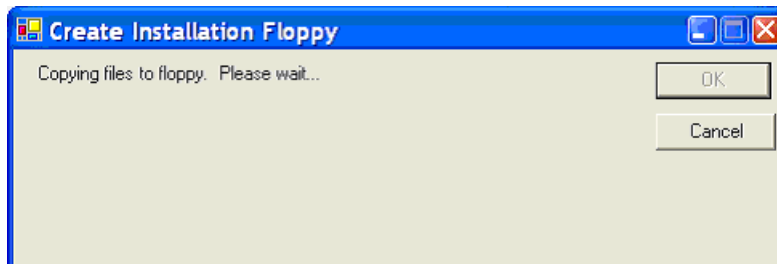 Create Installation Floppy
Copying files to floppy. Please wait...
OK
Cancel